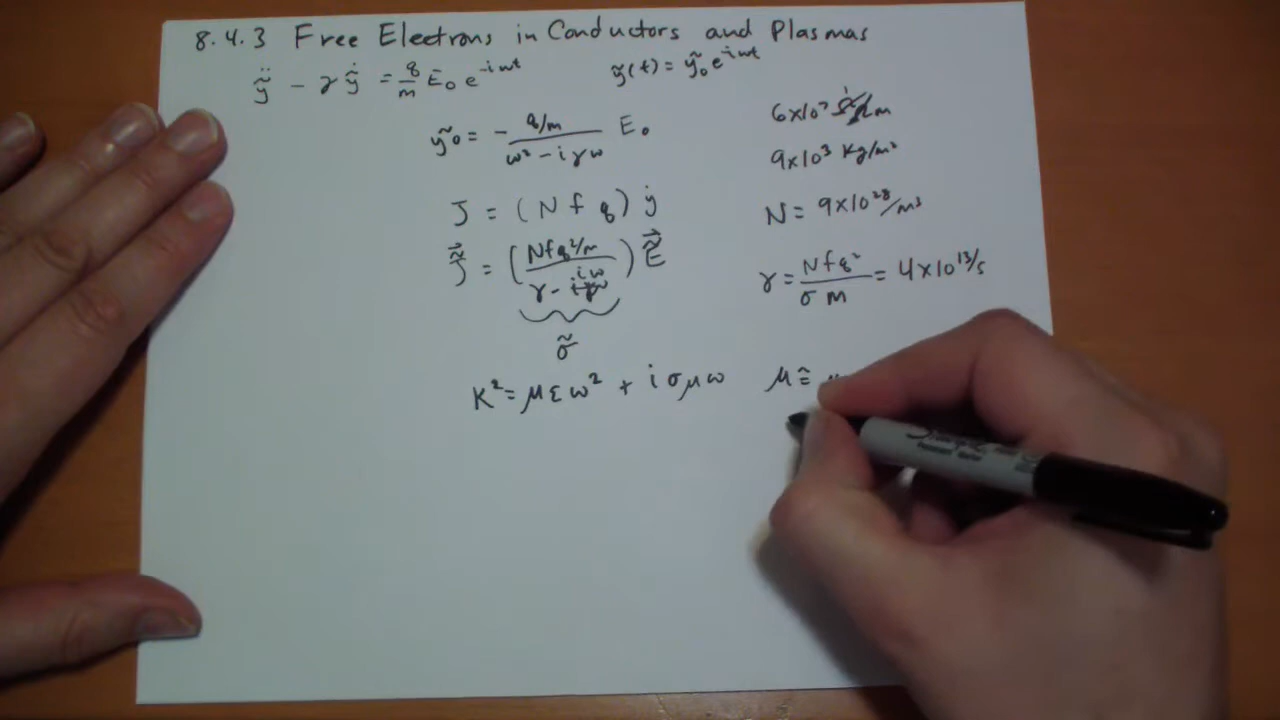 8.4.3 Free Electrons in Conductors and Plasmas
ÿ̃ − γẏ̃ = q/m E₀ e^(−iωt)    ỹ(t) = ỹ₀ e^(−iωt)
ỹ₀ = − (q/m)/(ω² − iγω) E₀
6×10⁷
m
9×10³ Kg/m³
J = (N f q) ẏ
N = 9×10²⁸/m³
J̃⃗ = ((Nfq²/m)/(γ − iω)) Ẽ⃗
γ = Nfq²/(σ m) = 4×10¹³/s
σ̃
K² = μεω² + iσμω    μ ≅